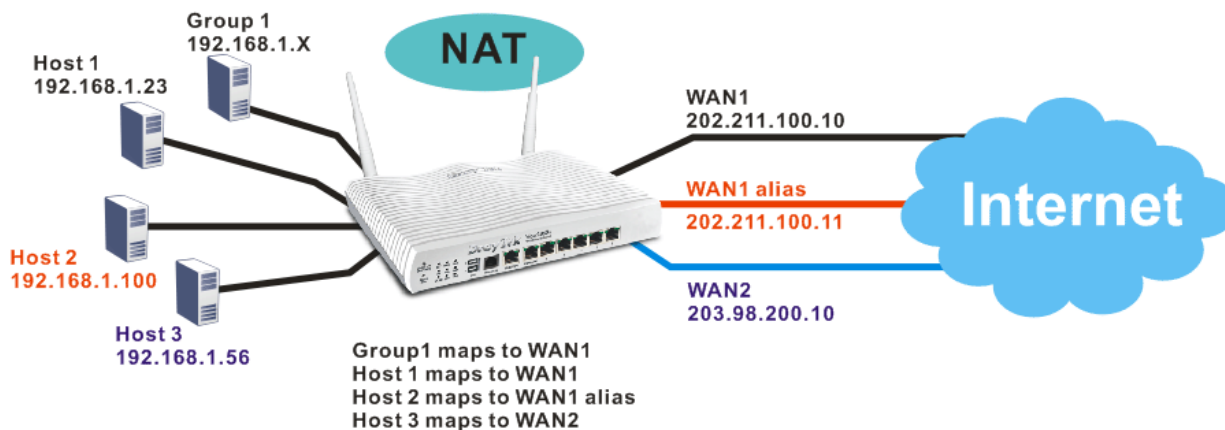 Group 1
192.168.1.X
Host 1
192.168.1.23
NAT
WAN1
202.211.100.10
WAN1 alias
202.211.100.11
Internet
Host 2
192.168.1.100
WAN2
203.98.200.10
Host 3
192.168.1.56
Group1 maps to WAN1
Host 1 maps to WAN1
Host 2 maps to WAN1 alias
Host 3 maps to WAN2